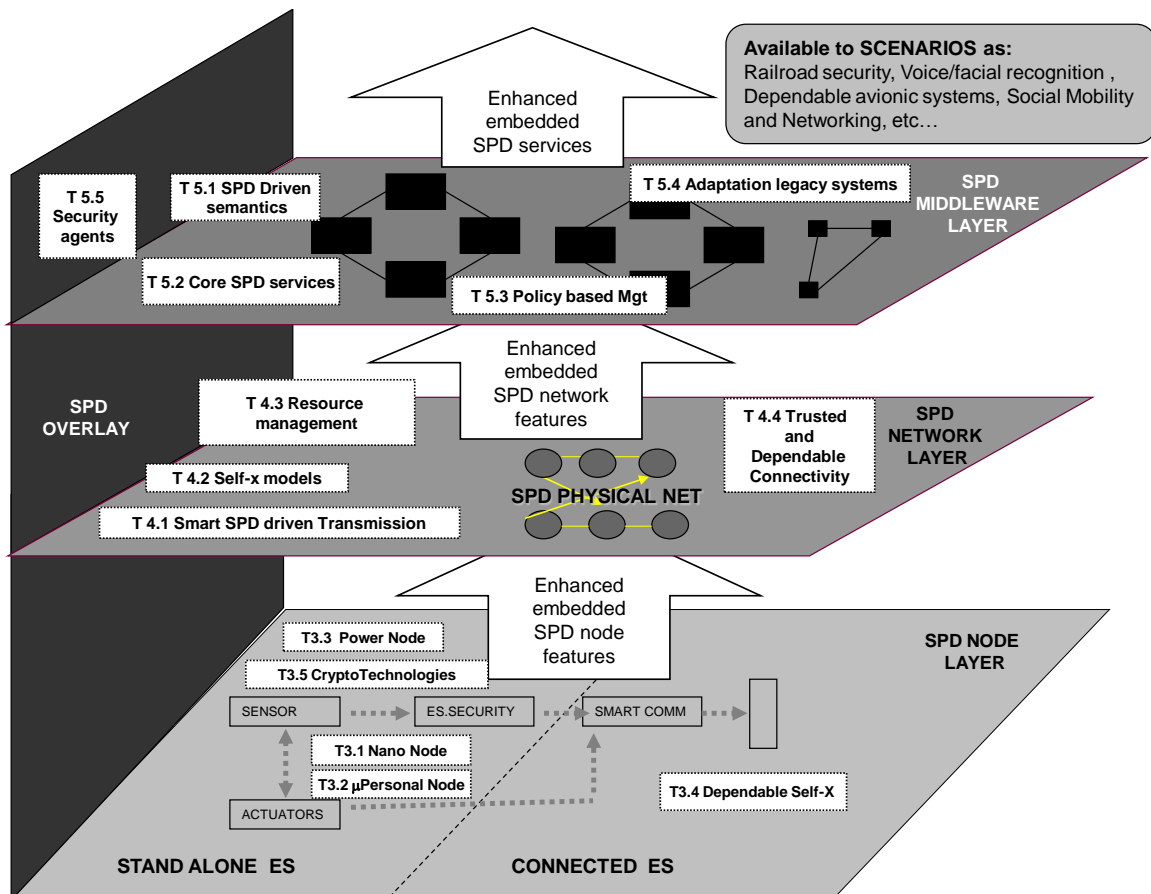 Available to SCENARIOS as:
Railroad security, Voice/facial recognition ,
Dependable avionic systems, Social Mobility
and Networking, etc…
Enhanced
embedded
SPD services
T 5.5
Security
agents
T 5.1 SPD Driven
semantics
T 5.4 Adaptation legacy systems
SPD
MIDDLEWARE
LAYER
T 5.2 Core SPD services
T 5.3 Policy based Mgt
Enhanced
embedded
SPD network
features
SPD
OVERLAY
T 4.3 Resource
management
T 4.4 Trusted
and
Dependable
Connectivity
SPD
NETWORK
LAYER
T 4.2 Self-x models
SPD PHYSICAL NET
T 4.1 Smart SPD driven Transmission
Enhanced
embedded
SPD node
features
T3.3 Power Node
SPD NODE
LAYER
T3.5 CryptoTechnologies
SENSOR
ES.SECURITY
SMART COMM
T3.1 Nano Node
T3.2 µPersonal Node
T3.4 Dependable Self-X
ACTUATORS
STAND ALONE ES
CONNECTED ES